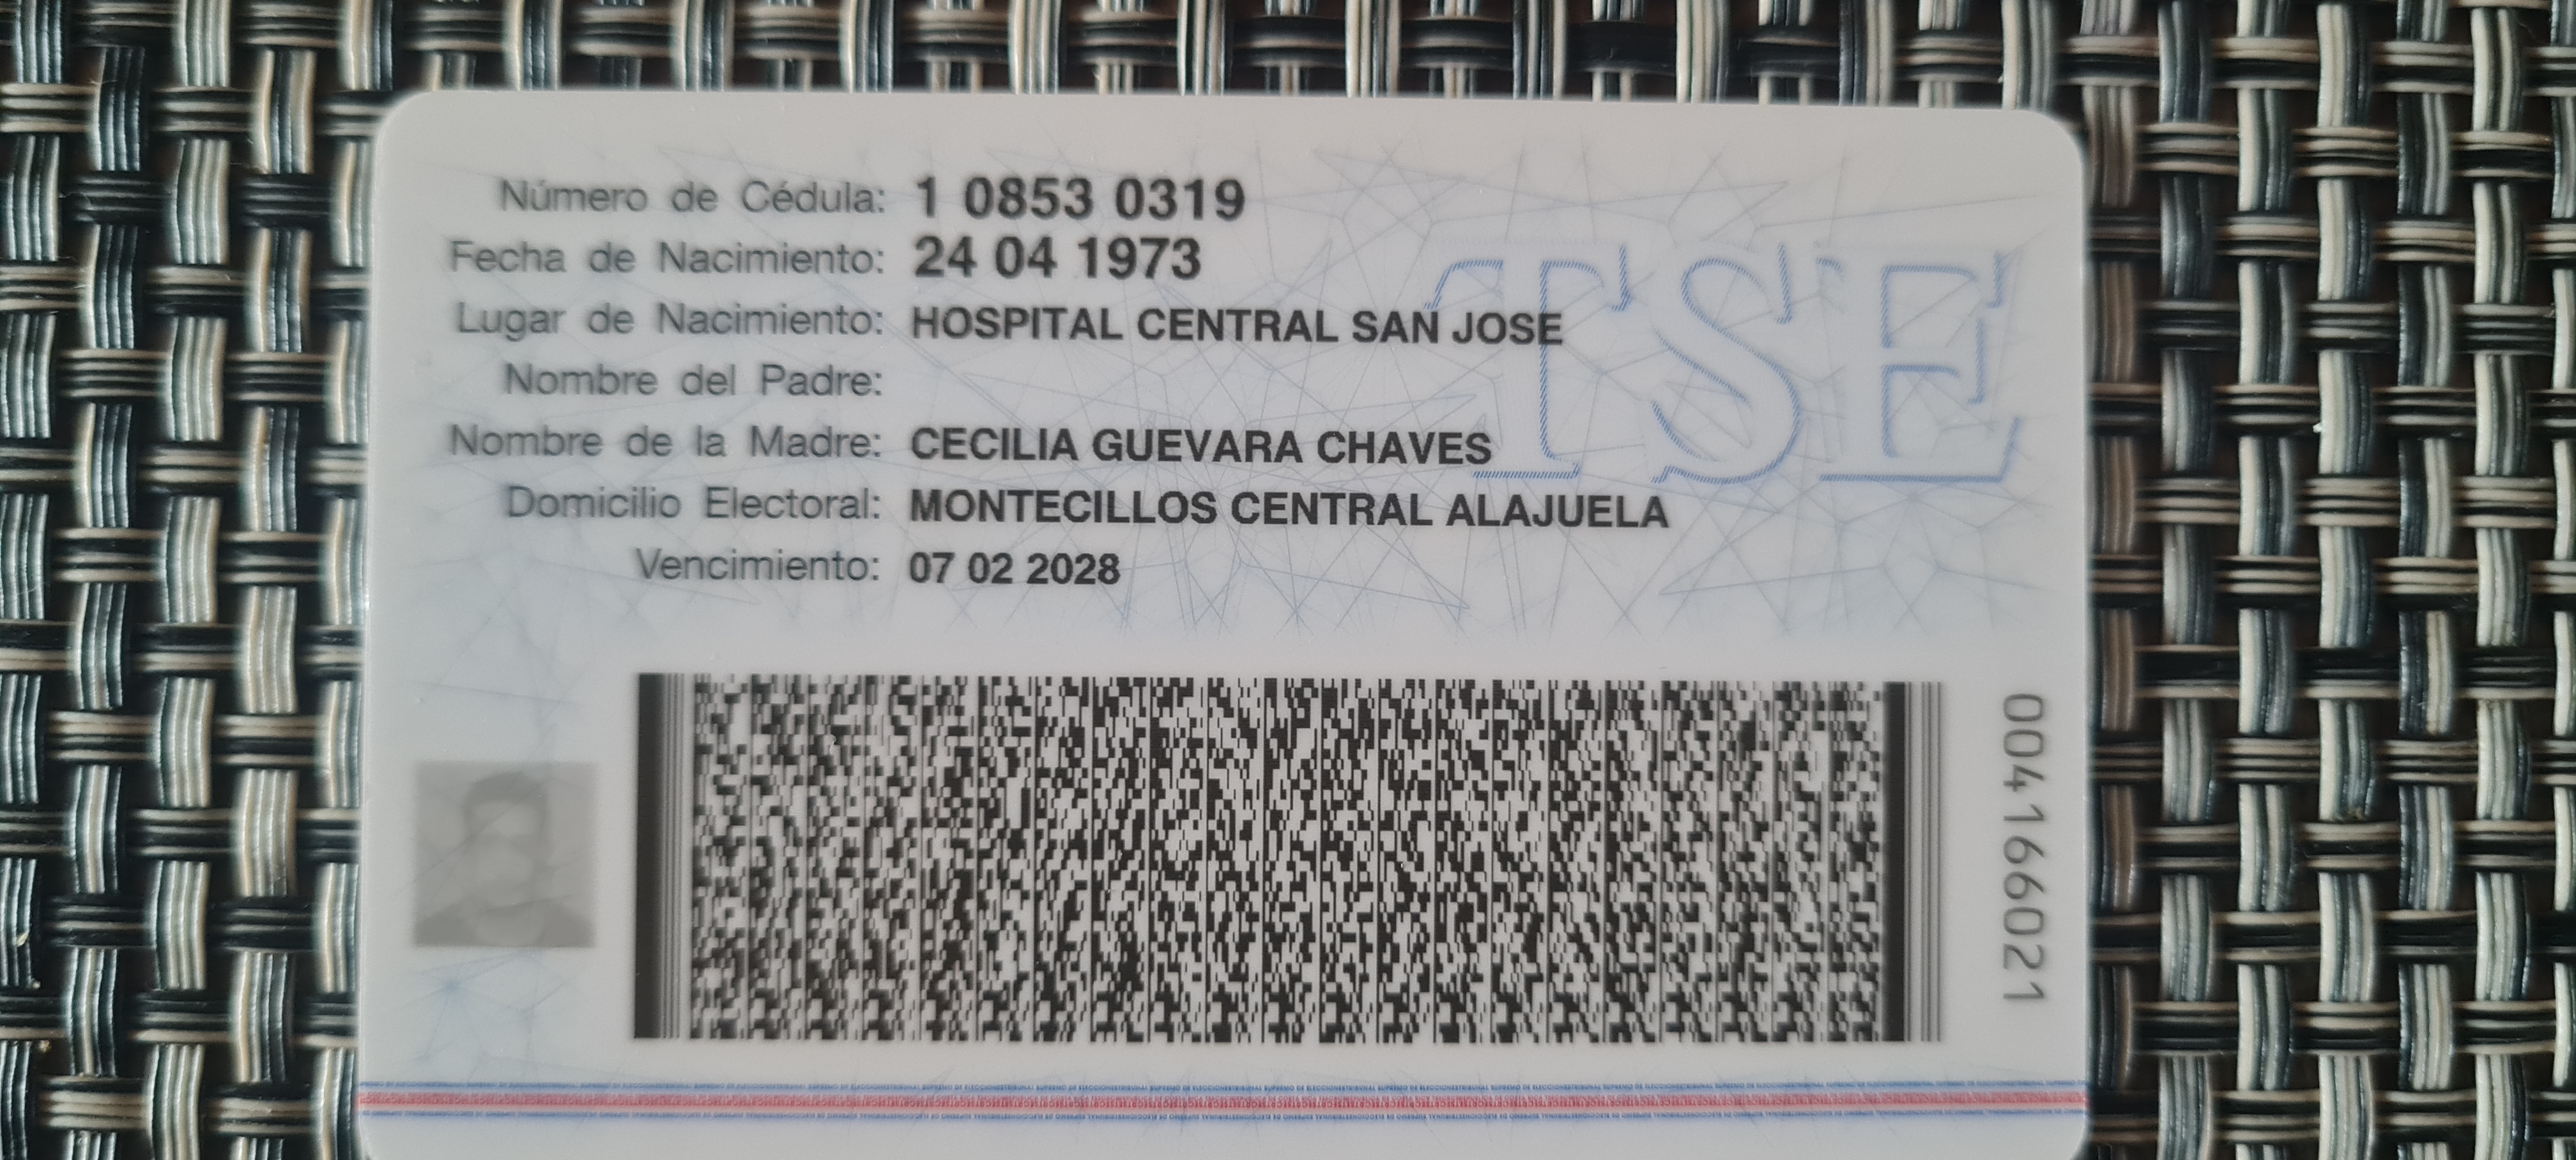 Número de Cédula: 1 0853 0319
Fecha de Nacimiento: 24 04 1973
Lugar de Nacimiento: HOSPITAL CENTRAL SAN JOSE
Nombre del Padre:
Nombre de la Madre: CECILIA GUEVARA CHAVES
Domicilio Electoral: MONTECILLOS CENTRAL ALAJUELA
Vencimiento: 07 02 2028
TSE
004166021